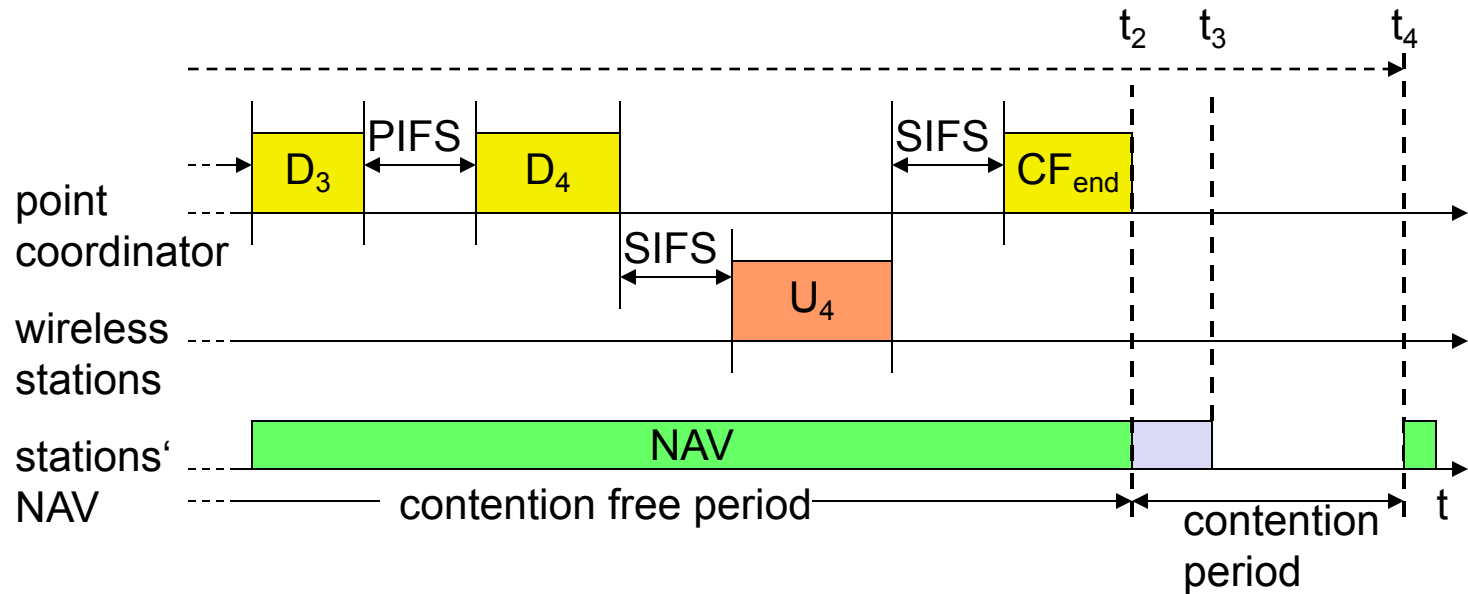 t₂ t₃ t₄
PIFS SIFS
D₃ D₄ CFend
point
coordinator
SIFS
U₄
wireless
stations
stations‘
NAV
NAV
contention free period
t
contention
period